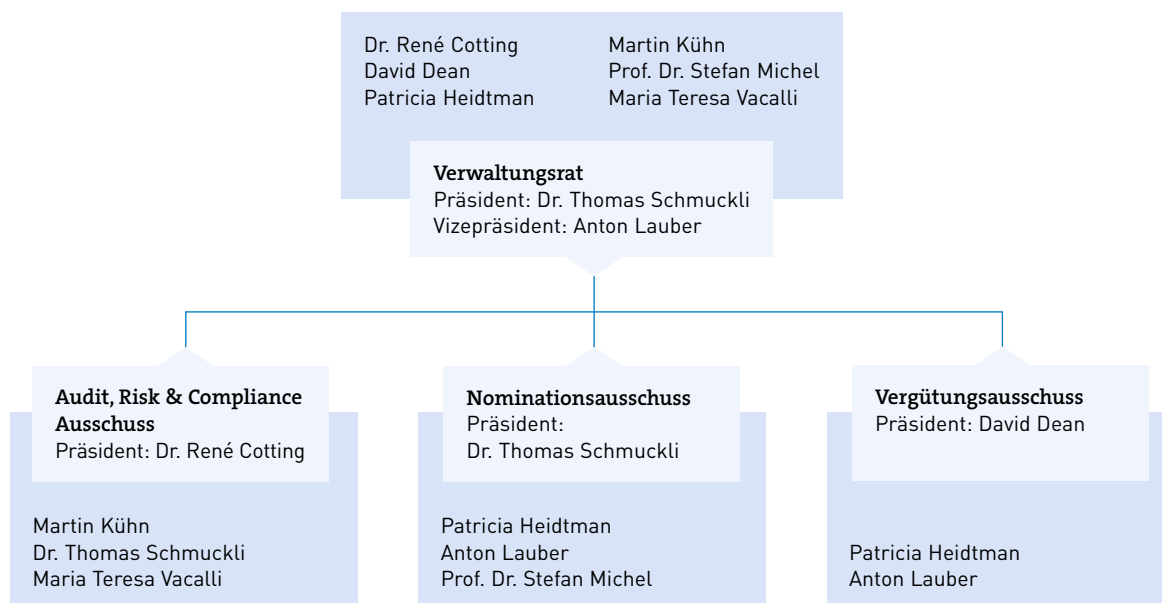 Dr. René Cotting
David Dean
Patricia Heidtman
Martin Kühn
Prof. Dr. Stefan Michel
Maria Teresa Vacalli
Verwaltungsrat
Präsident: Dr. Thomas Schmuckli
Vizepräsident: Anton Lauber
Audit, Risk & Compliance
Ausschuss
Präsident: Dr. René Cotting
Martin Kühn
Dr. Thomas Schmuckli
Maria Teresa Vacalli
Nominationsausschuss
Präsident:
Dr. Thomas Schmuckli
Patricia Heidtman
Anton Lauber
Prof. Dr. Stefan Michel
Vergütungsausschuss
Präsident: David Dean
Patricia Heidtman
Anton Lauber